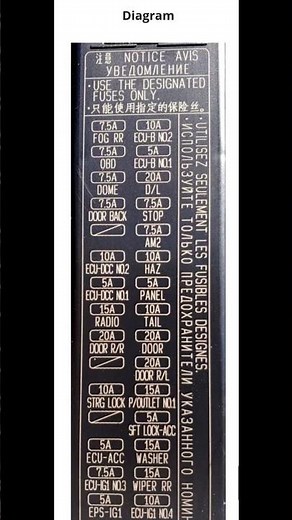 Diagram
注意 NOTICE AVIS
УВЕДОМЛЕНИЕ
・USE THE DESIGNATED
FUSES ONLY.
・只能使用指定的保险丝。
7.5A 10A
FOG RR ECU-B NO.2
7.5A 5A
OBD ECU-B NO.1
7.5A 20A
DOME D/L
7.5A 7.5A
DOOR BACK STOP
7.5A
AM2
10A 10A
ECU-DCC NO.2 HAZ
5A 5A
ECU-DCC NO.1 PANEL
15A 10A
RADIO TAIL
20A 20A
DOOR R/R DOOR
20A
DOOR R/L
10A 15A
STRG LOCK P/OUTLET NO.1
5A
SFT LOCK-ACC
5A 15A
ECU-ACC WASHER
7.5A 15A
ECU-IG1 NO.3 WIPER RR
5A 10A
EPS-IG1 ECU-IG1 NO.4
・UTILISEZ SEULEMENT LES FUSIBLES DESIGNES.
・ИСПОЛЬЗУЙТЕ ТОЛЬКО ПРЕДОХРАНИТЕЛИ УКАЗАННОГО НОМИН